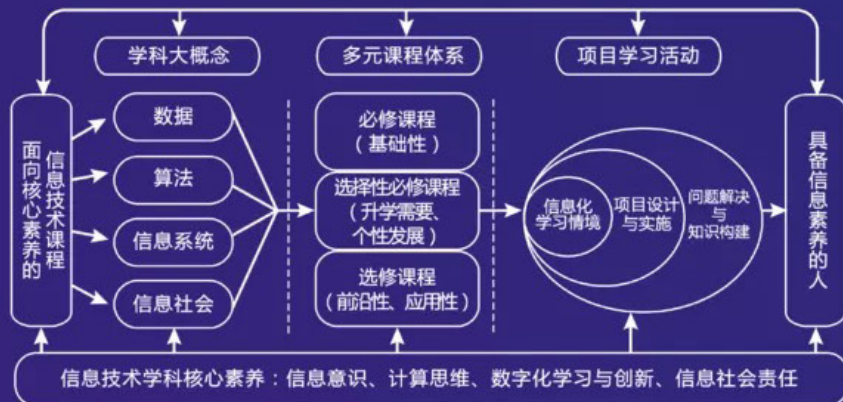 学科大概念
多元课程体系
项目学习活动
面向核心素养的
信息技术课程
数据
算法
信息系统
信息社会
必修课程
（基础性）
选择性必修课程
（升学需要、
个性发展）
选修课程
（前沿性、应用性）
信息化
学习情境
项目设计
与实施
问题解决
与
知识构建
具备信息素养的人
信息技术学科核心素养：信息意识、计算思维、数字化学习与创新、信息社会责任